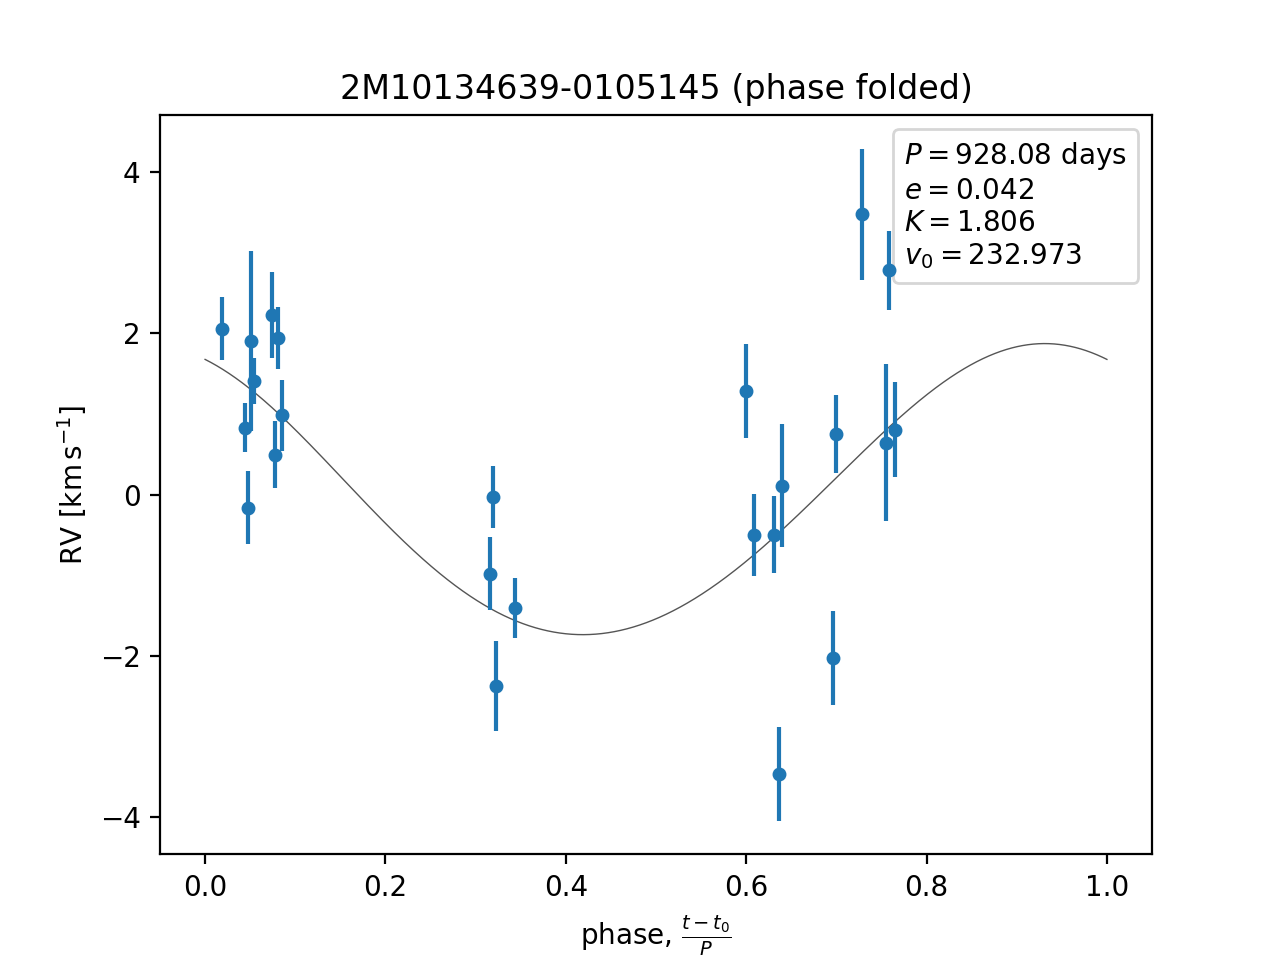 2M10134639-0105145 (phase folded)
P = 928.08 days
e = 0.042
K = 1.806
v₀ = 232.973
4
2
0
−2
−4
RV [km s⁻¹]
0.0 0.2 0.4 0.6 0.8 1.0
phase, (t − t₀)/P